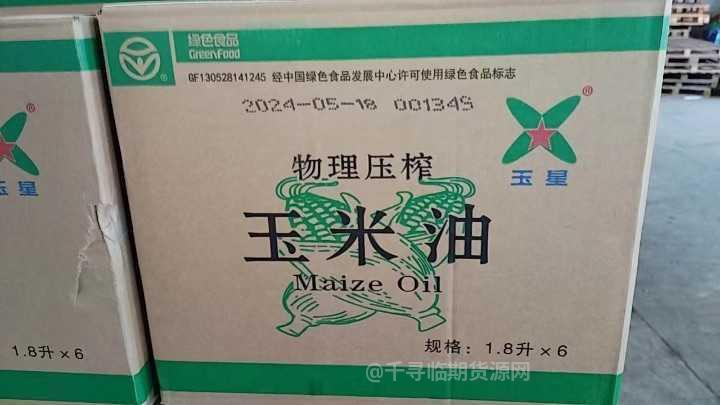 绿色食品
GreenFood
®
GF130528141245 经中国绿色食品发展中心许可使用绿色食品标志
2024-05-18 001345
®
玉星
物理压榨
玉米油
Maize Oil
规格：1.8升×6
®
玉星
1.8升×6
@千寻临期货源网